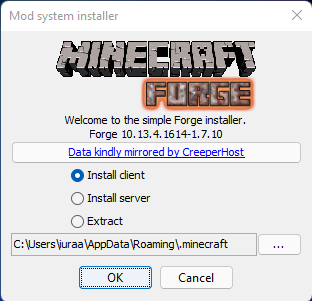 Mod system installer
MINECRAFT
FORGE
Welcome to the simple Forge installer.
Forge 10.13.4.1614-1.7.10
Data kindly mirrored by CreeperHost
Install client
Install server
Extract
C:\Users\iuraa\AppData\Roaming\.minecraft
...
OK
Cancel